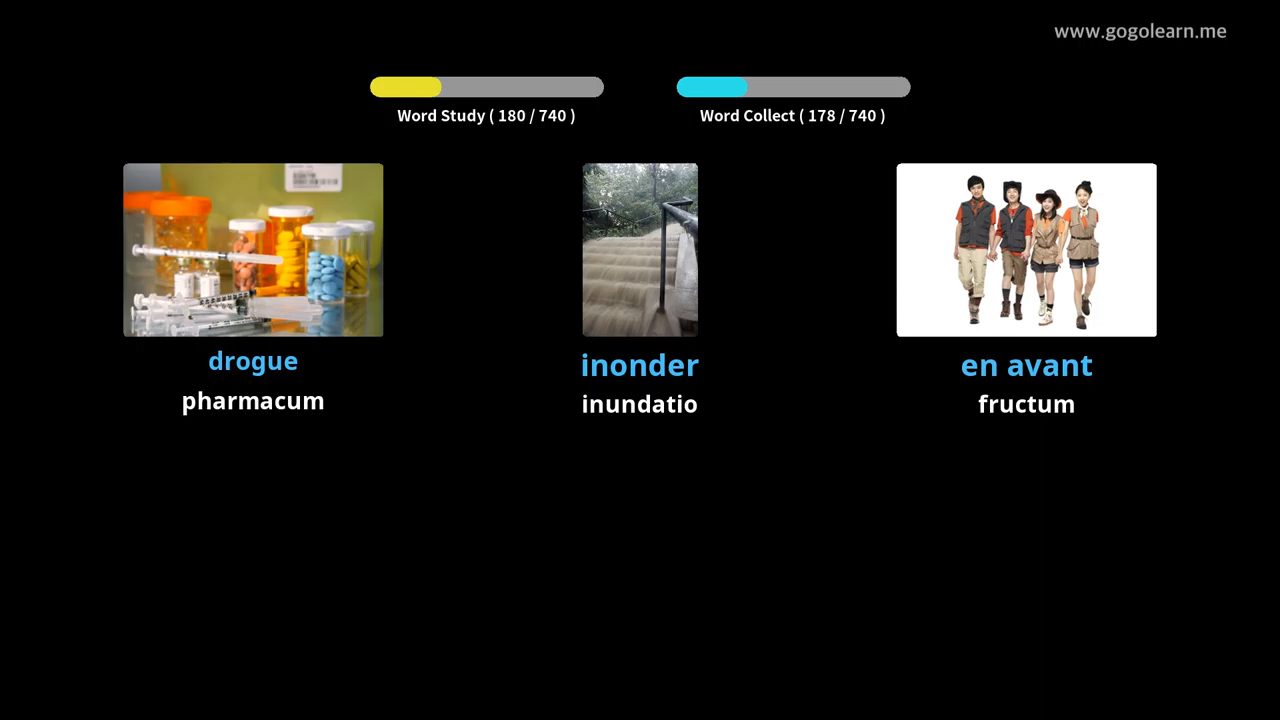 www.gogolearn.me
Word Study ( 180 / 740 )
Word Collect ( 178 / 740 )
drogue
pharmacum
inonder
inundatio
en avant
fructum